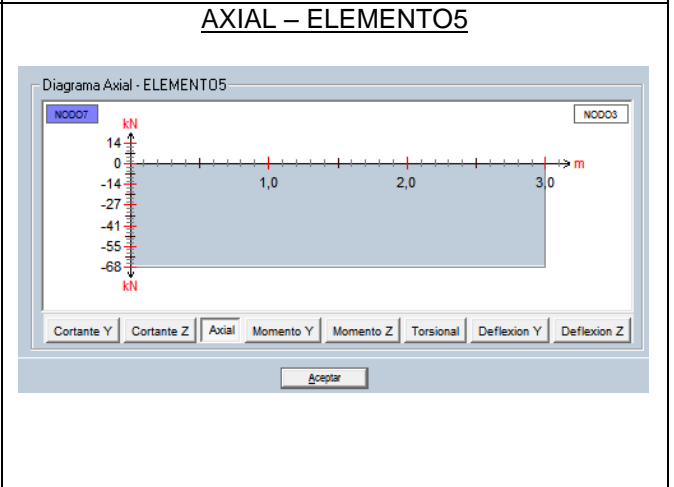 AXIAL – ELEMENTO5
Diagrama Axial - ELEMENTO5
NODO7
NODO3
kN
14
0
m
1,0
2,0
3,0
-14
-27
-41
-55
-68
kN
Cortante Y Cortante Z Axial Momento Y Momento Z Torsional Deflexion Y Deflexion Z
Aceptar